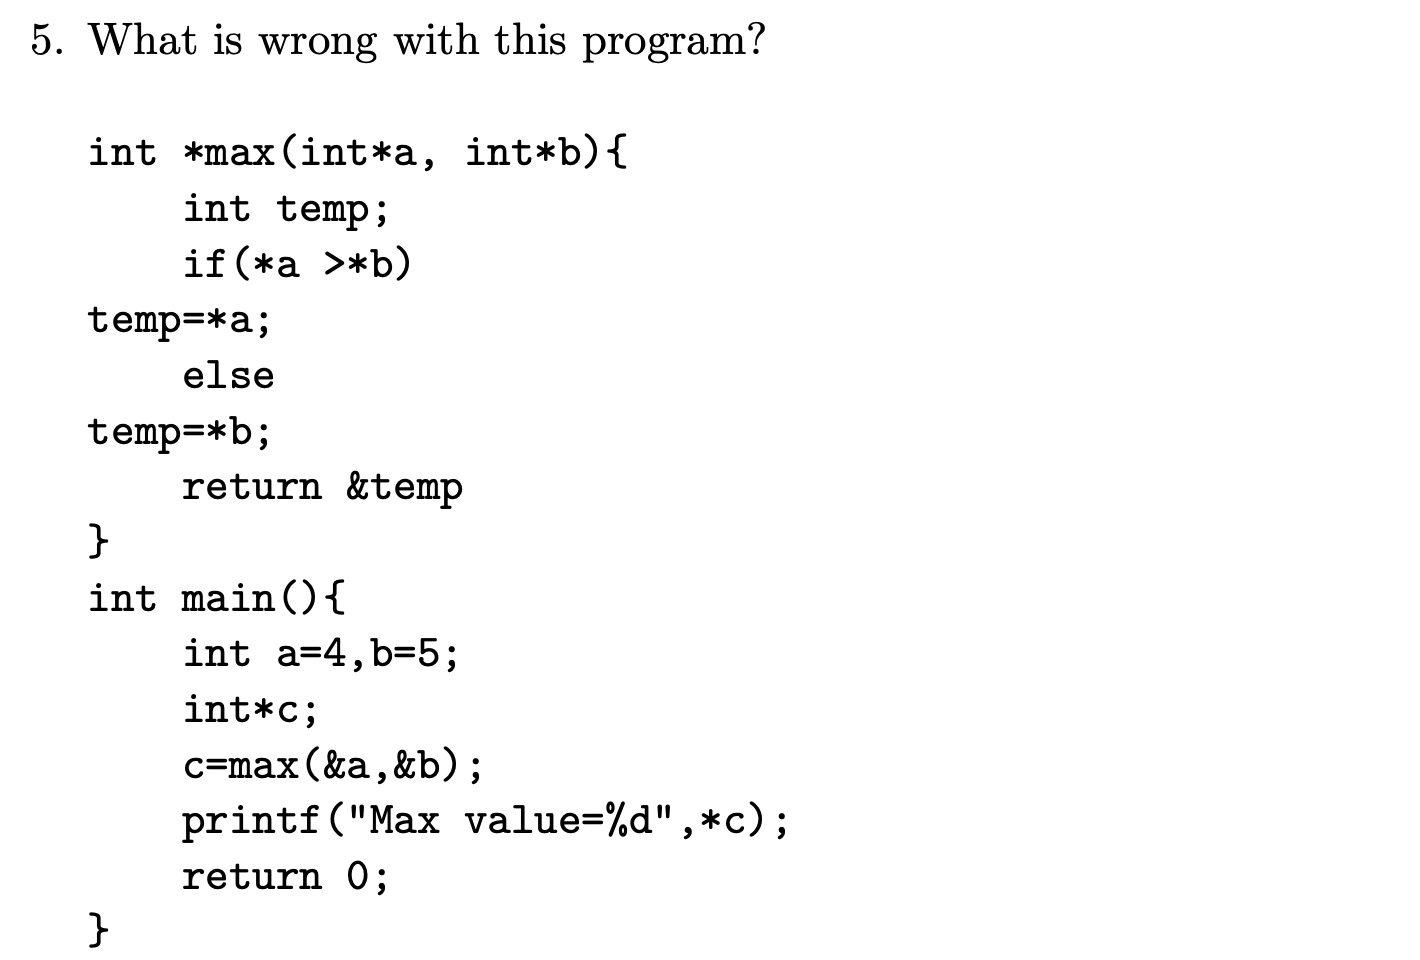 5. What is wrong with this program?
int *max(int*a, int*b){
int temp;
if(*a >*b)
temp=*a;
else
temp=*b;
return &temp
}
int main(){
int a=4,b=5;
int*c;
c=max(&a,&b);
printf("Max value=%d",*c);
return 0;
}